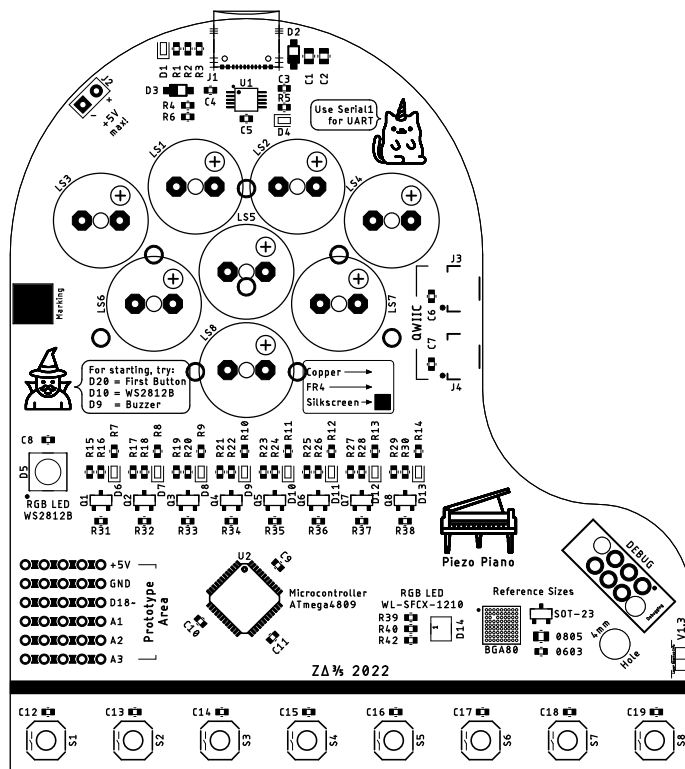 D1
R1
R2
R3
J1
D2
C1
C2
J2
+
-
+5V
max!
D3
R4
R6
C4
U1
C5
C3
R5
D4
Use Serial1
for UART
LS1
LS2
LS3
LS4
LS5
LS6
LS7
LS8
Marking
QWIIC
J3
C6
C7
J4
For starting, try:
D20 = First Button
D10 = WS2812B
D9 = Buzzer
Copper
FR4
Silkscreen
C8
D5
RGB LED
WS2812B
R15
R16
R7
R17
R18
R8
R19
R20
R9
R21
R22
R10
R23
R24
R11
R25
R26
R12
R27
R28
R13
R29
R30
R14
Q1
D6
Q2
D7
Q3
D8
Q4
D9
Q5
D10
Q6
D11
Q7
D12
Q8
D13
R31
R32
R33
R34
R35
R36
R37
R38
Piezo Piano
DEBUG
+5V
GND
D18-
A1
A2
A3
Prototype
Area
U2
C9
C10
C11
Microcontroller
ATmega4809
RGB LED
WL-SFCX-1210
R39
R40
R42
D14
Reference Sizes
BGA80
SOT-23
0805
0603
4mm
Hole
V1.3
2022
C12
C13
C14
C15
C16
C17
C18
C19
S1
S2
S3
S4
S5
S6
S7
S8